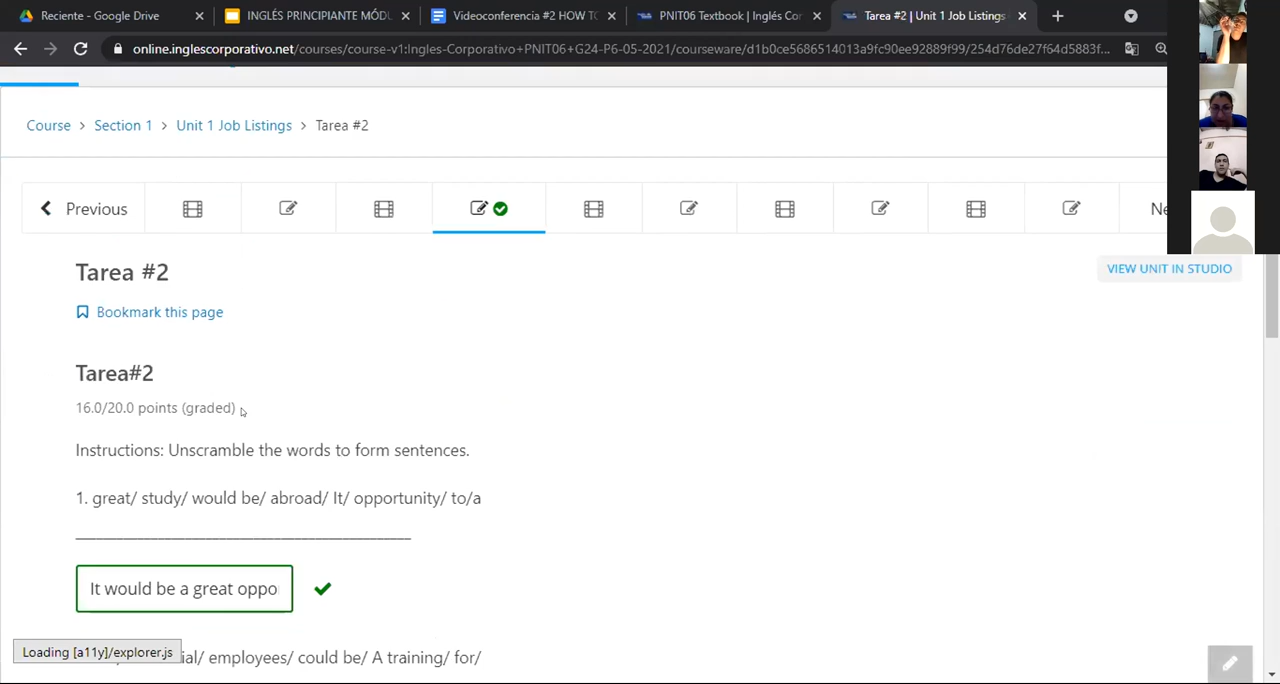 Reciente - Google Drive
INGLÉS PRINCIPIANTE MÓDU
Videoconferencia #2 HOW TO
PNIT06 Textbook | Inglés Cor
Tarea #2 | Unit 1 Job Listings
online.inglescorporativo.net/courses/course-v1:Ingles-Corporativo+PNIT06+G24-P6-05-2021/courseware/d1b0ce5686514013a9fc90ee92889f99/254d76de27f64d5883f...
Course > Section 1 > Unit 1 Job Listings > Tarea #2
Previous
Ne
Tarea #2
VIEW UNIT IN STUDIO
Bookmark this page
Tarea#2
16.0/20.0 points (graded)
Instructions: Unscramble the words to form sentences.
1. great/ study/ would be/ abroad/ It/ opportunity/ to/a
It would be a great oppo
Loading [a11y]/explorer.js
ial/ employees/ could be/ A training/ for/